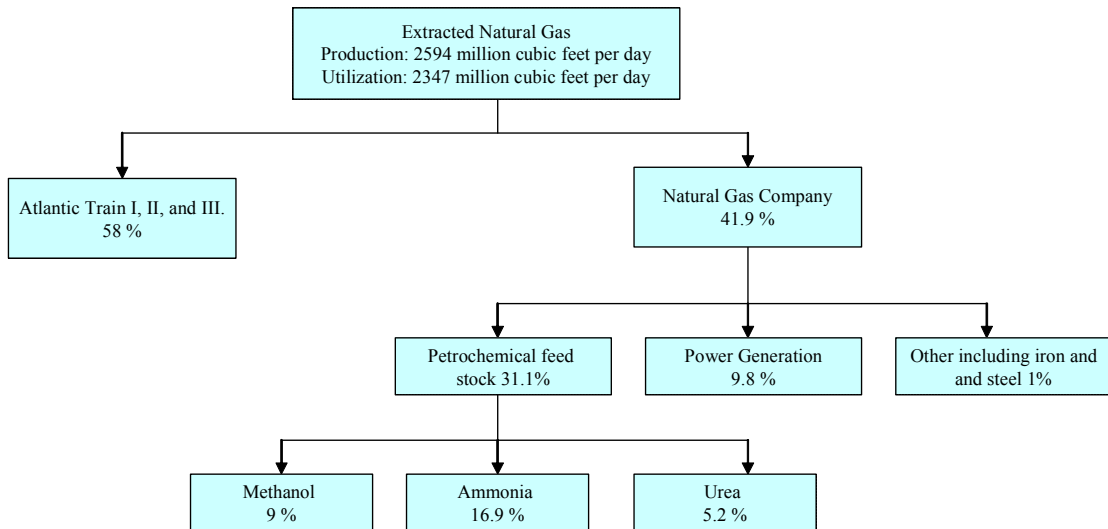 Extracted Natural Gas
Production: 2594 million cubic feet per day
Utilization: 2347 million cubic feet per day
Atlantic Train I, II, and III.
58 %
Natural Gas Company
41.9 %
Petrochemical feed
stock 31.1%
Power Generation
9.8 %
Other including iron and
and steel 1%
Methanol
9 %
Ammonia
16.9 %
Urea
5.2 %